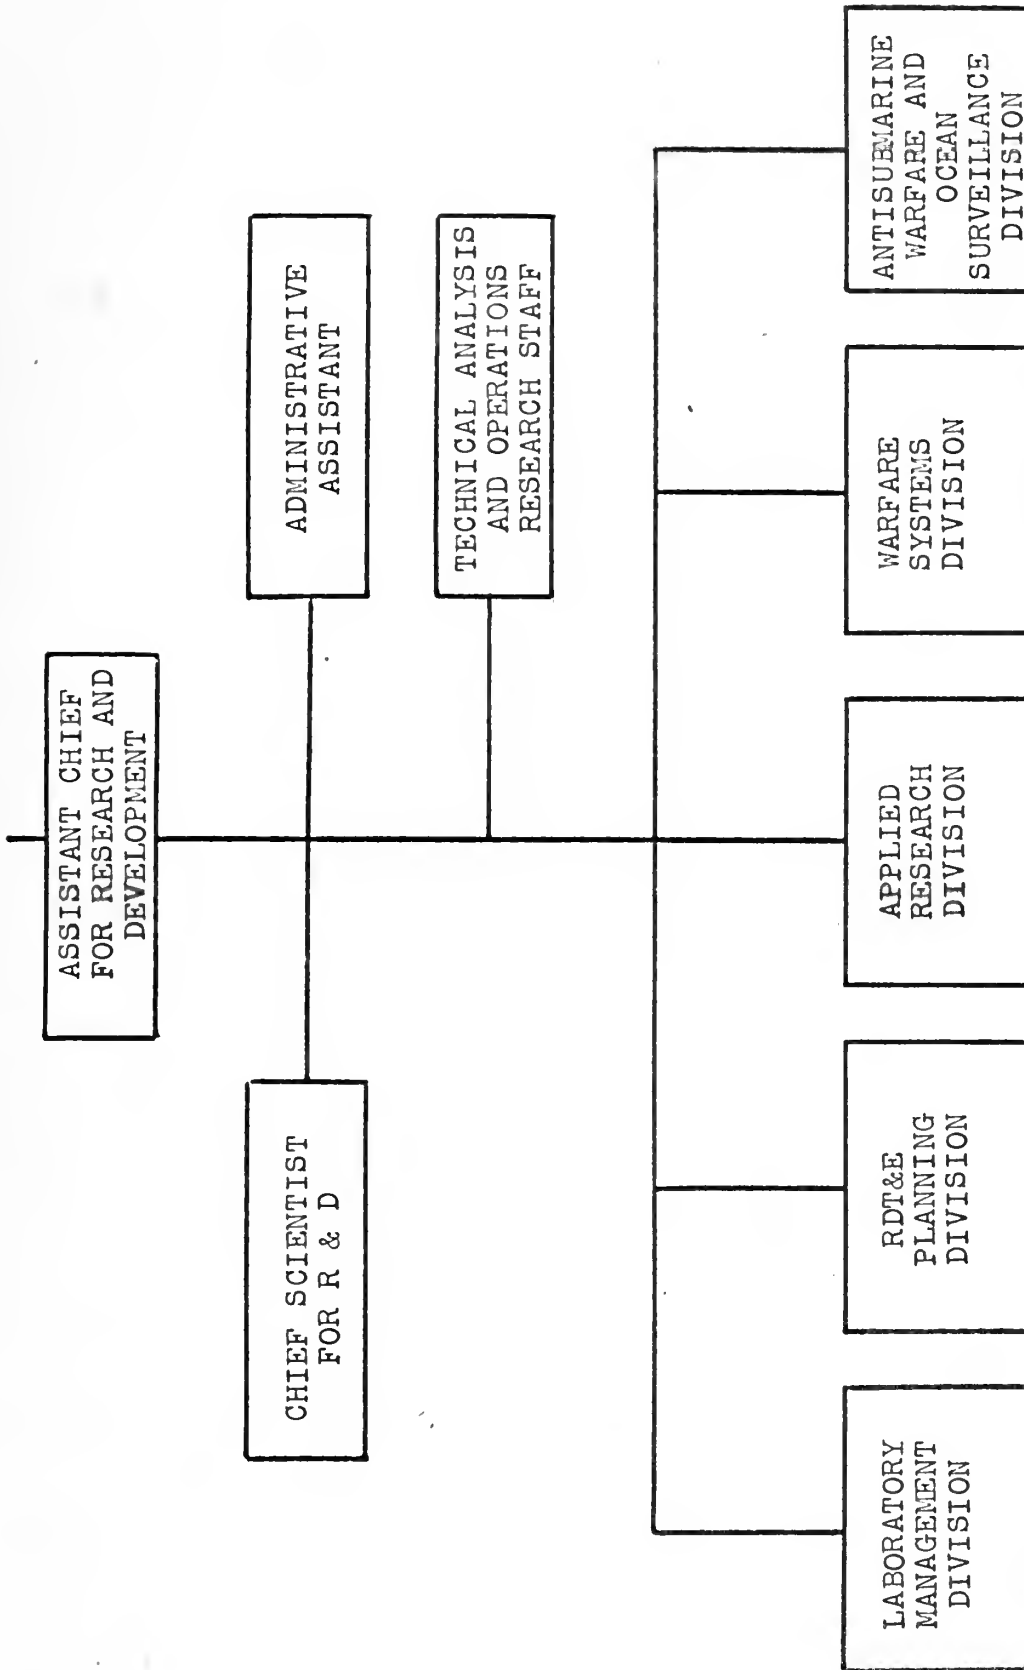 ASSISTANT CHIEF
FOR RESEARCH AND
DEVELOPMENT
CHIEF SCIENTIST
FOR R & D
ADMINISTRATIVE
ASSISTANT
TECHNICAL ANALYSIS
AND OPERATIONS
RESEARCH STAFF
LABORATORY
MANAGEMENT
DIVISION
RDT&E
PLANNING
DIVISION
APPLIED
RESEARCH
DIVISION
WARFARE
SYSTEMS
DIVISION
ANTISUBMARINE
WARFARE AND
OCEAN
SURVEILLANCE
DIVISION